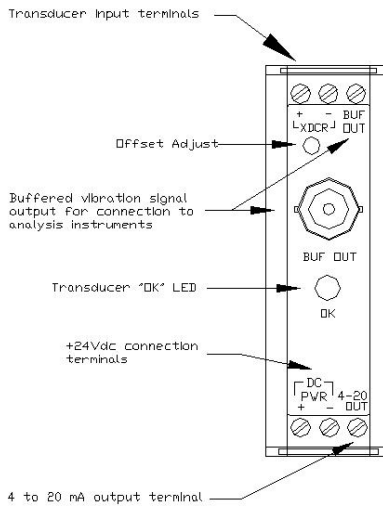 Transducer input terminals
+ - BUF
XDCR OUT
Offset Adjust
Buffered vibration signal
output for connection to
analysis instruments
BUF OUT
Transducer "OK" LED
OK
+24Vdc connection
terminals
DC
PWR 4-20
+ - OUT
4 to 20 mA output terminal